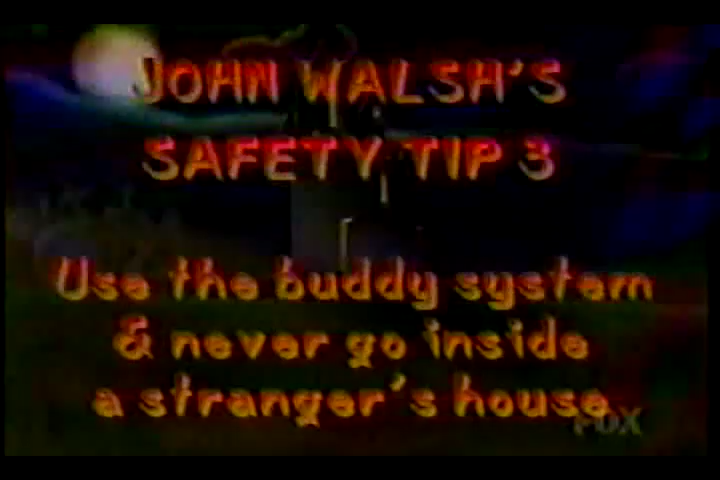 JOHN WALSH'S
SAFETY TIP 3
Use the buddy system
& never go inside
a stranger's house
FOX